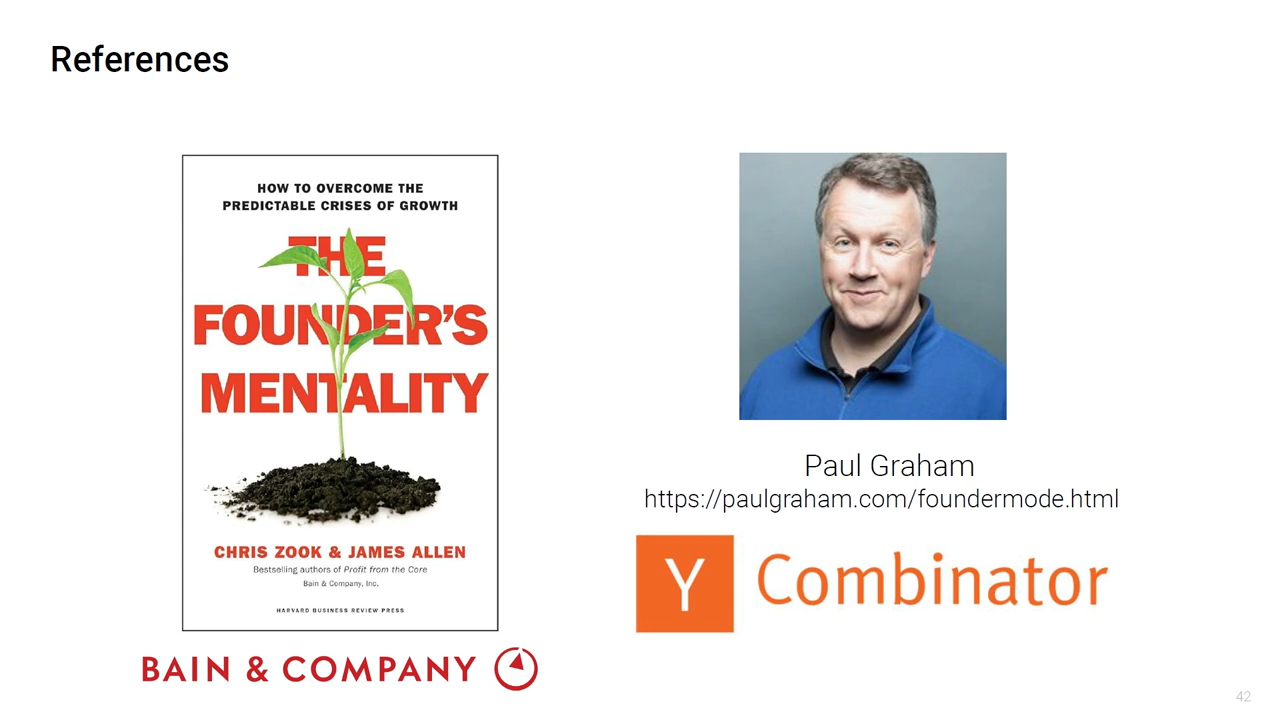 References
HOW TO OVERCOME THE
PREDICTABLE CRISES OF GROWTH
THE
FOUNDER'S
MENTALITY
CHRIS ZOOK & JAMES ALLEN
Bestselling authors of Profit from the Core
Bain & Company, Inc.
HARVARD BUSINESS REVIEW PRESS
BAIN & COMPANY
Paul Graham
https://paulgraham.com/foundermode.html
Y Combinator
42